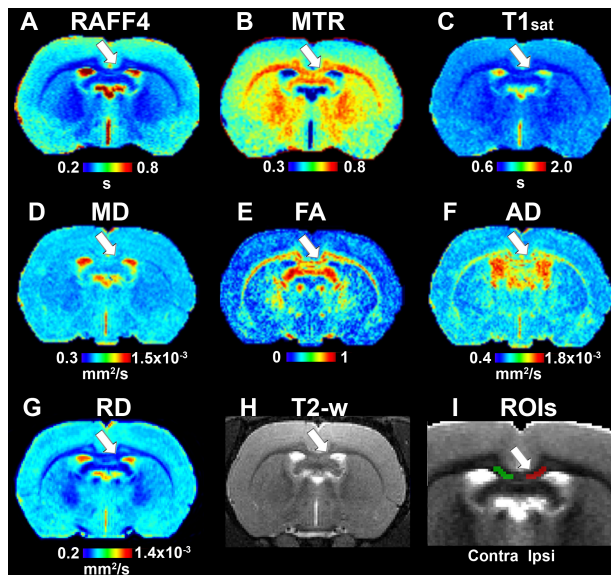 A RAFF4 B MTR C T1sat
0.2 0.8 0.3 0.8 0.6 2.0
s s
D MD E FA F AD
0.3 1.5x10⁻³ 0 1 0.4 1.8x10⁻³
mm²/s mm²/s
G RD H T2-w I ROIs
Contra Ipsi
0.2 1.4x10⁻³
mm²/s